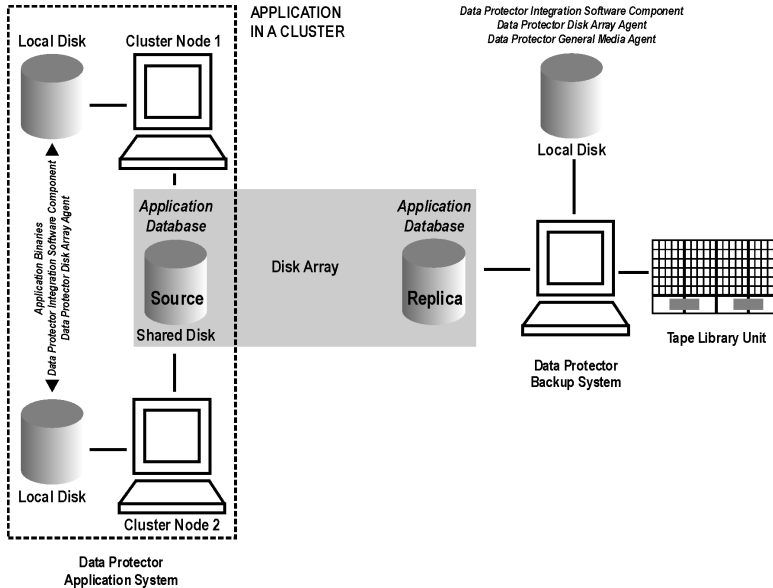 APPLICATION
IN A CLUSTER
Data Protector Integration Software Component
Data Protector Disk Array Agent
Data Protector General Media Agent
Local Disk
Cluster Node 1
Local Disk
Application Binaries
Data Protector Integration Software Component
Data Protector Disk Array Agent
Application
Database
Source
Shared Disk
Disk Array
Application
Database
Replica
Data Protector
Backup System
Tape Library Unit
Local Disk
Cluster Node 2
Data Protector
Application System